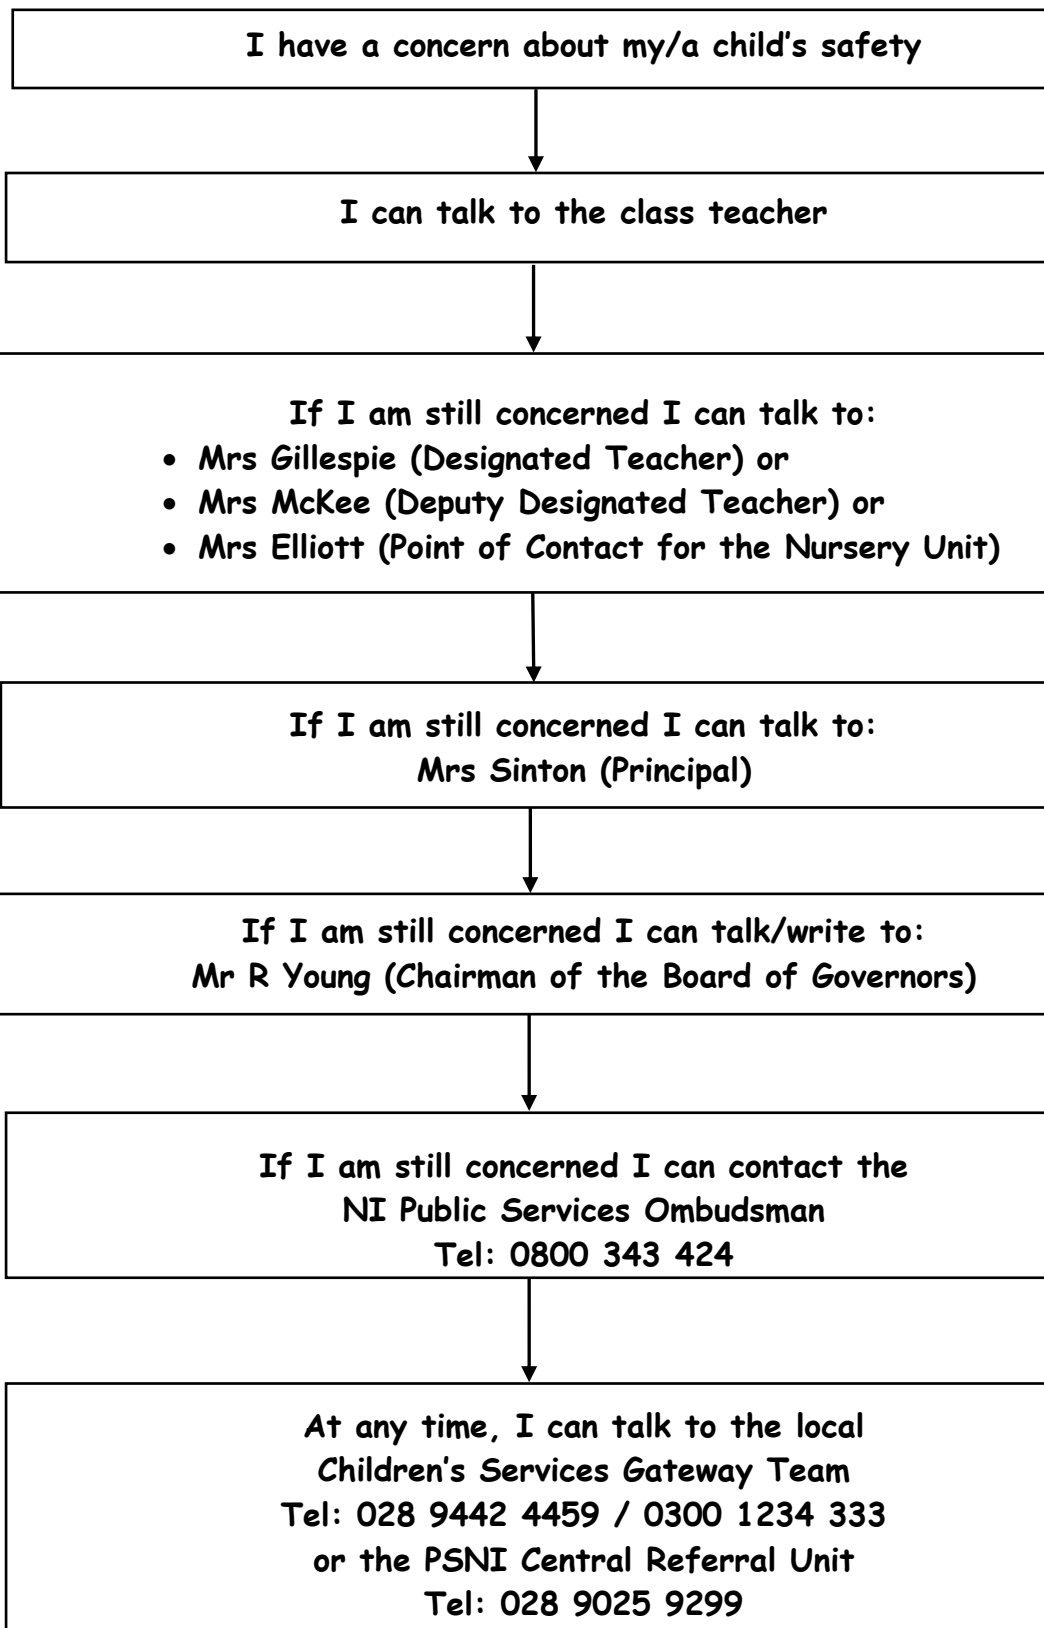 I have a concern about my/a child's safety
I can talk to the class teacher
If I am still concerned I can talk to:
• Mrs Gillespie (Designated Teacher) or
• Mrs McKee (Deputy Designated Teacher) or
• Mrs Elliott (Point of Contact for the Nursery Unit)
If I am still concerned I can talk to:
Mrs Sinton (Principal)
If I am still concerned I can talk/write to:
Mr R Young (Chairman of the Board of Governors)
If I am still concerned I can contact the
NI Public Services Ombudsman
Tel: 0800 343 424
At any time, I can talk to the local
Children's Services Gateway Team
Tel: 028 9442 4459 / 0300 1234 333
or the PSNI Central Referral Unit
Tel: 028 9025 9299